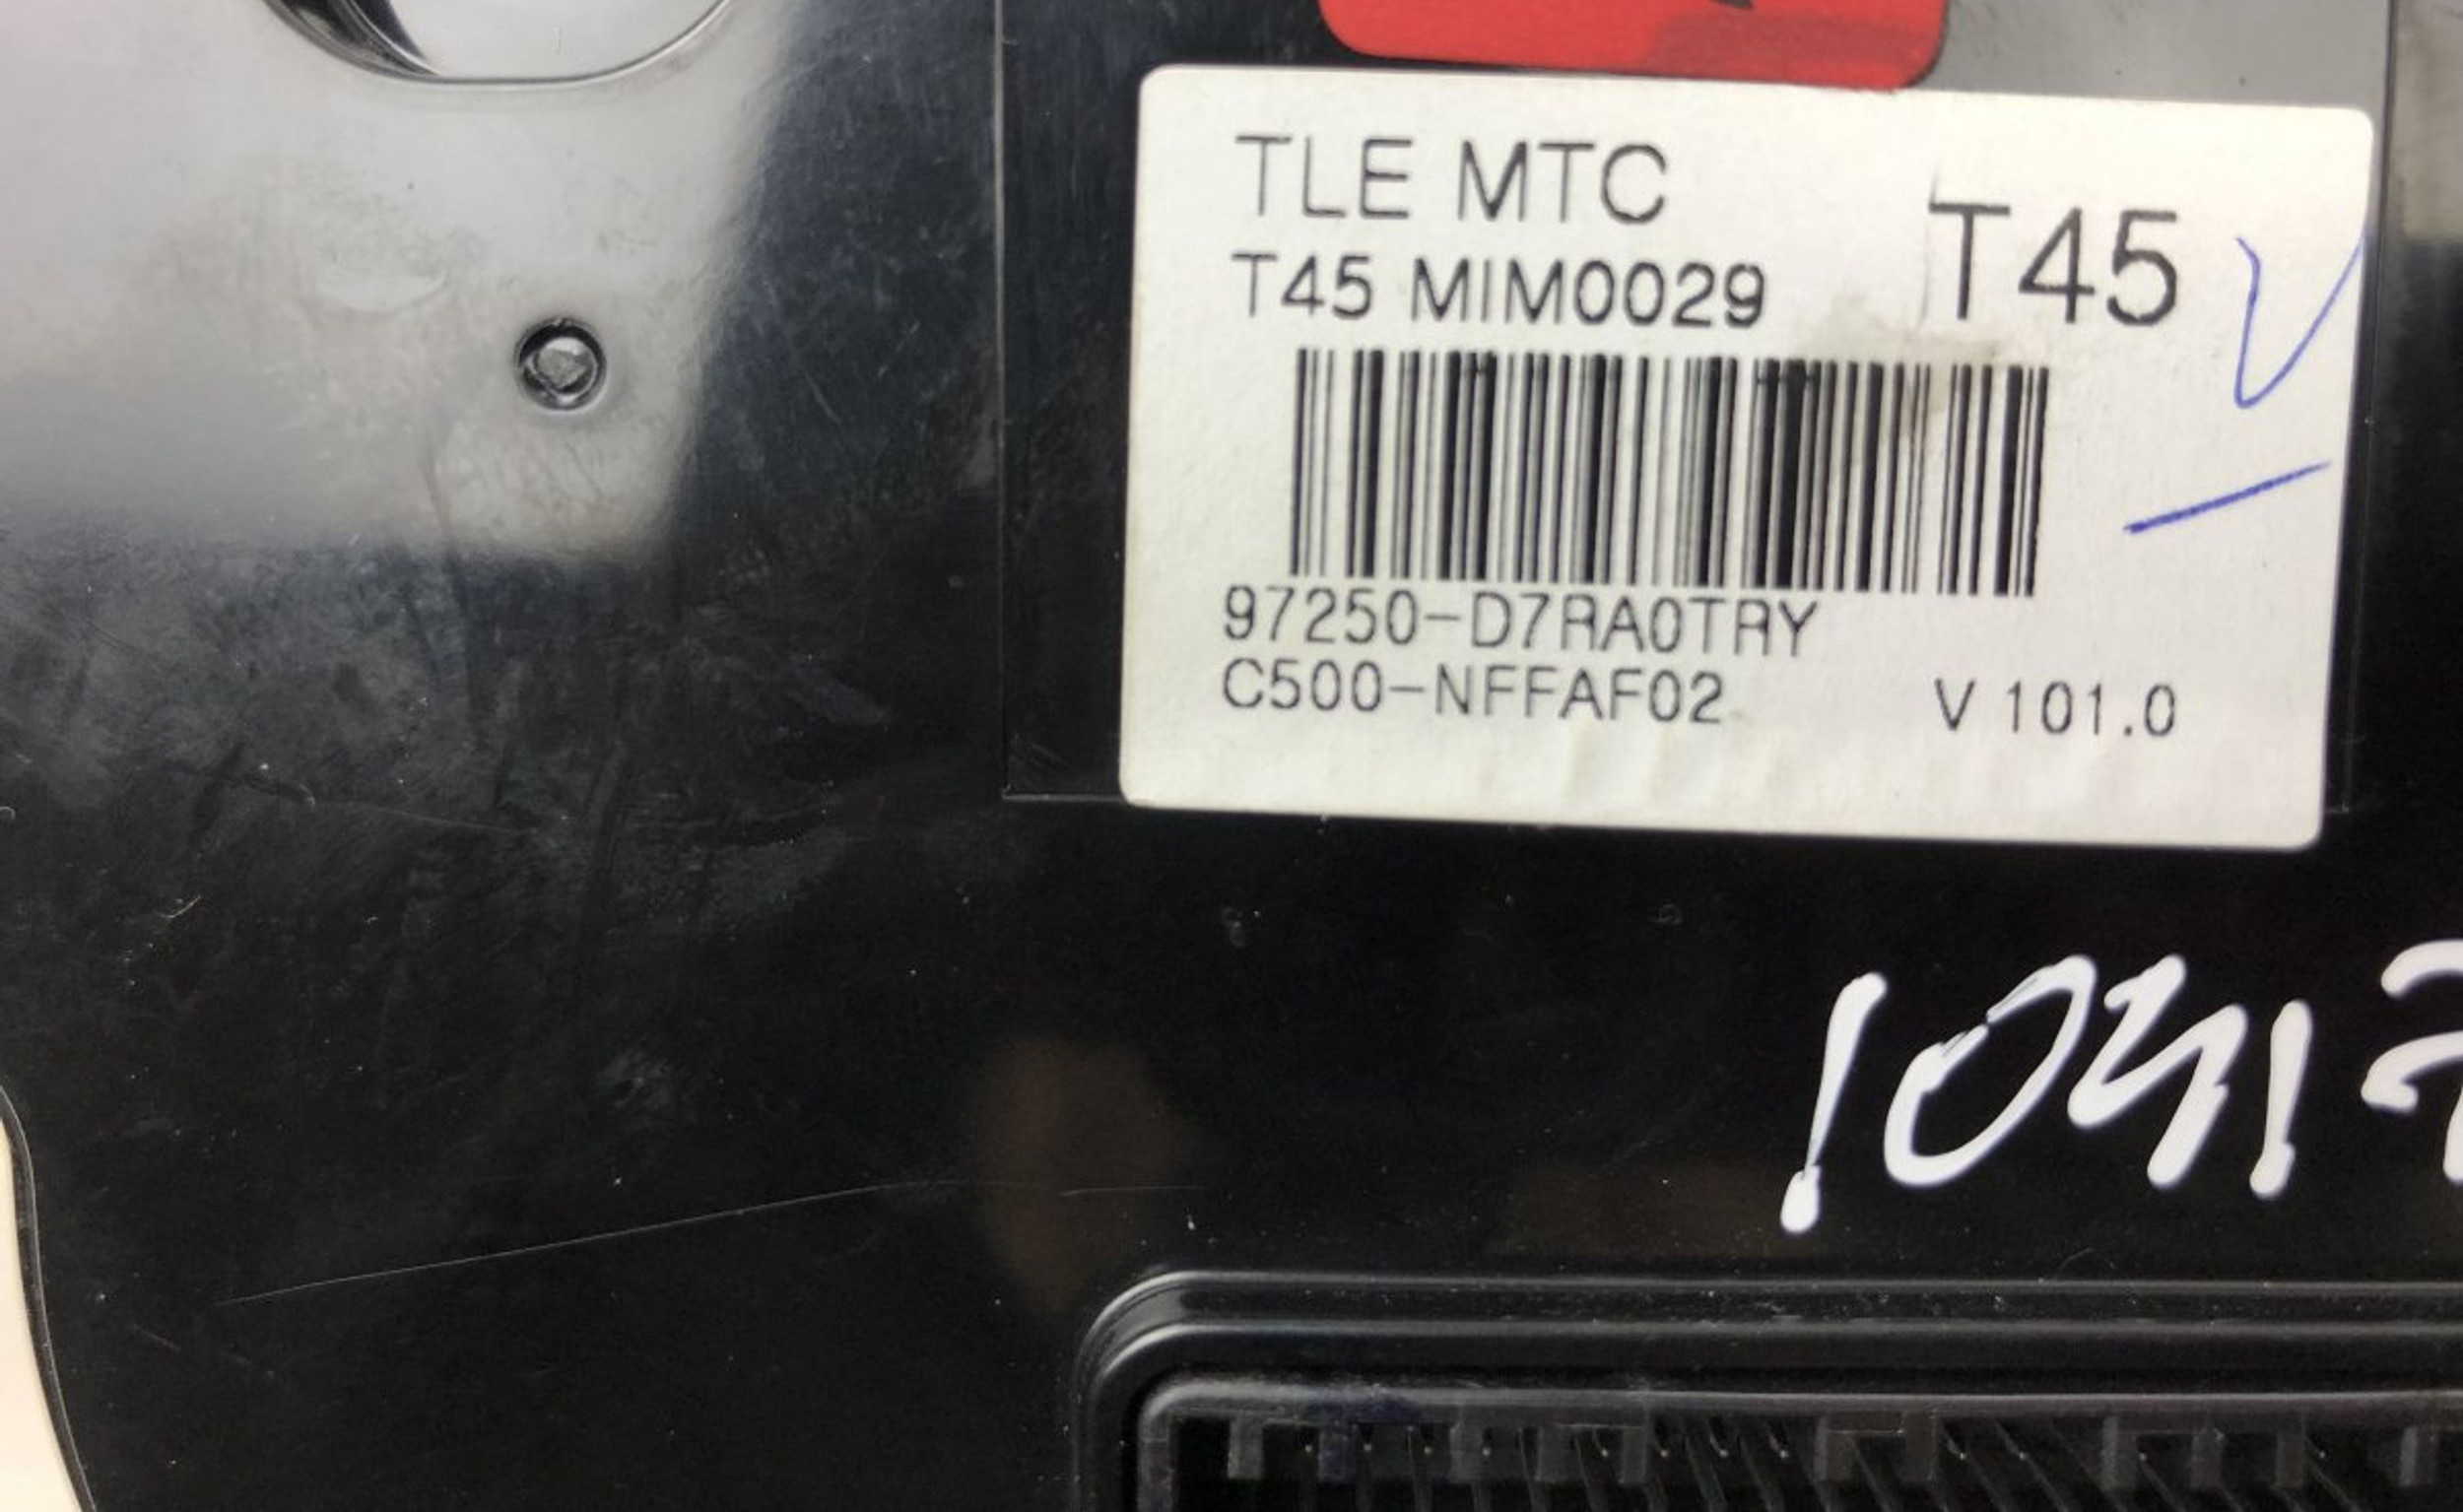 TLE MTC
T45 MIM0029
T45
97250-D7RA0TRY
C500-NFFAF02
V 101.0